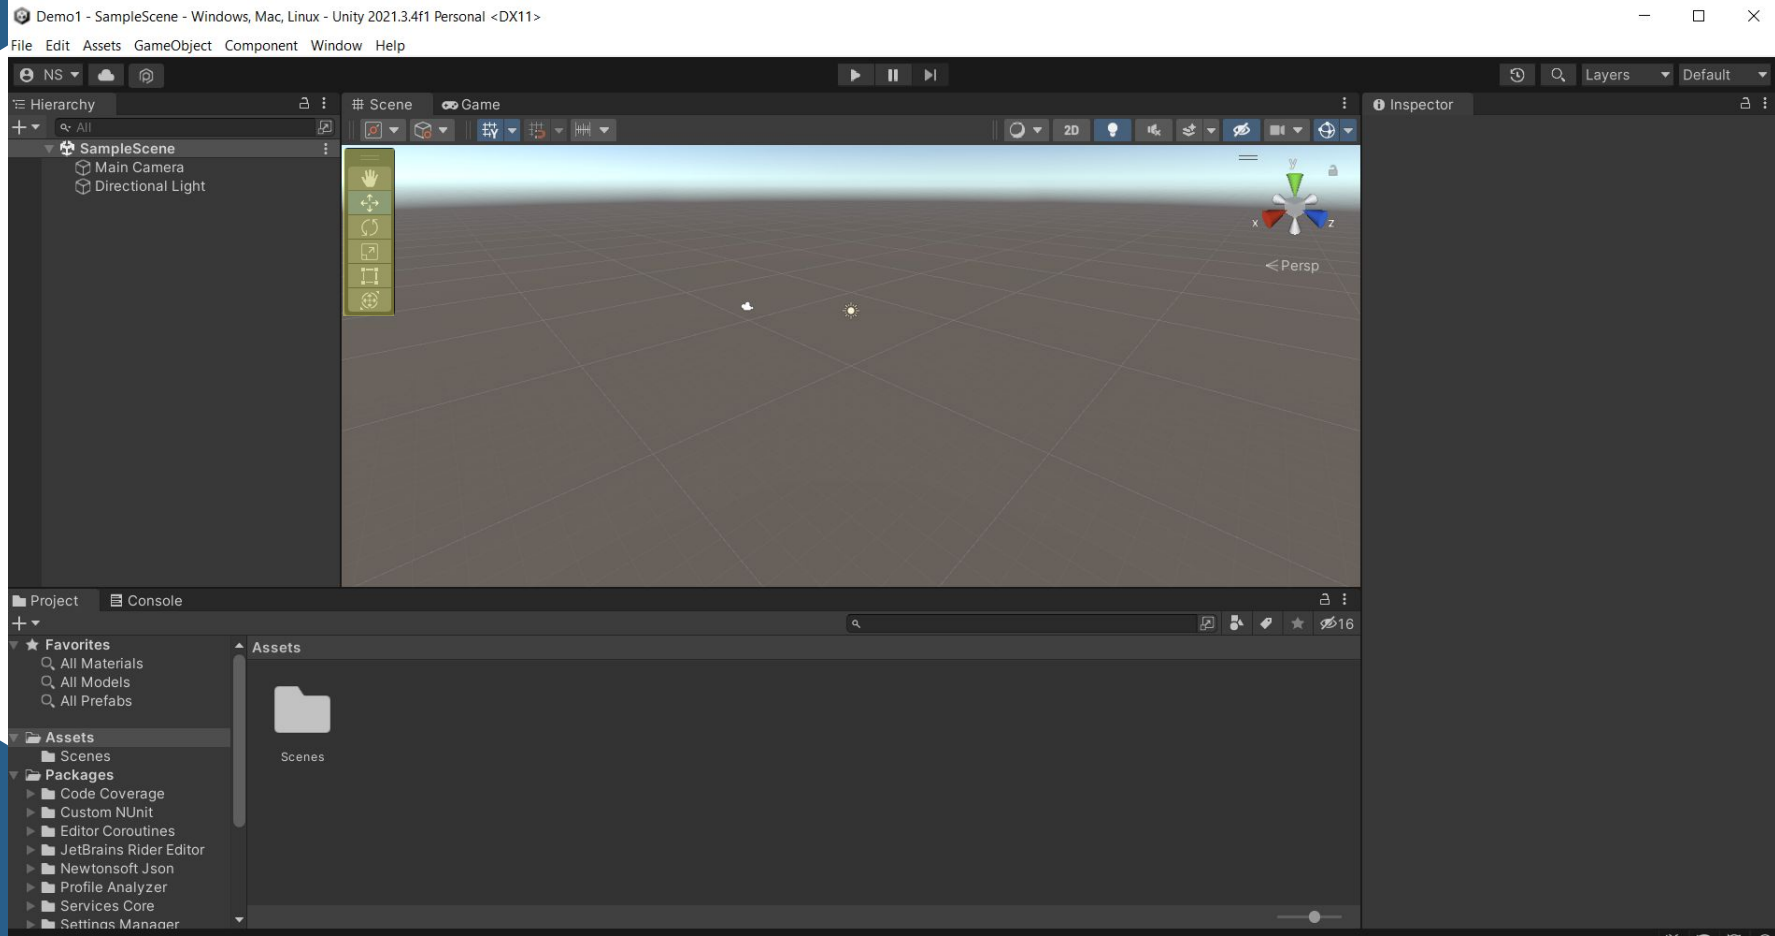 Demo1 - SampleScene - Windows, Mac, Linux - Unity 2021.3.4f1 Personal <DX11>
File Edit Assets GameObject Component Window Help
NS Layers Default
Hierarchy Scene Game Inspector
All 2D
SampleScene
Main Camera
Directional Light
y
x z
Persp
Project Console
16
Favorites
Assets
All Materials
All Models
All Prefabs
Assets
Scenes
Scenes
Packages
Code Coverage
Custom NUnit
Editor Coroutines
JetBrains Rider Editor
Newtonsoft Json
Profile Analyzer
Services Core
Settings Manager